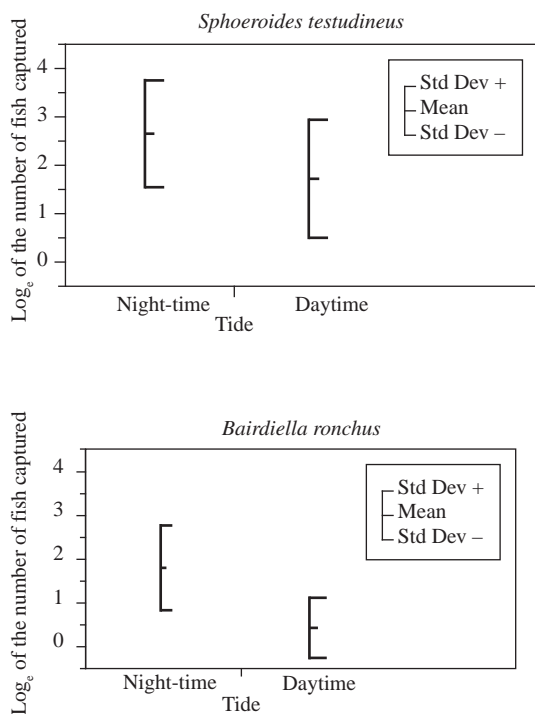 Sphoeroides testudineus
Log_e of the number of fish captured
4
3
2
1
0
Std Dev +
Mean
Std Dev –
Night-time
Daytime
Tide
Bairdiella ronchus
Log_e of the number of fish captured
4
3
2
1
0
Std Dev +
Mean
Std Dev –
Night-time
Daytime
Tide